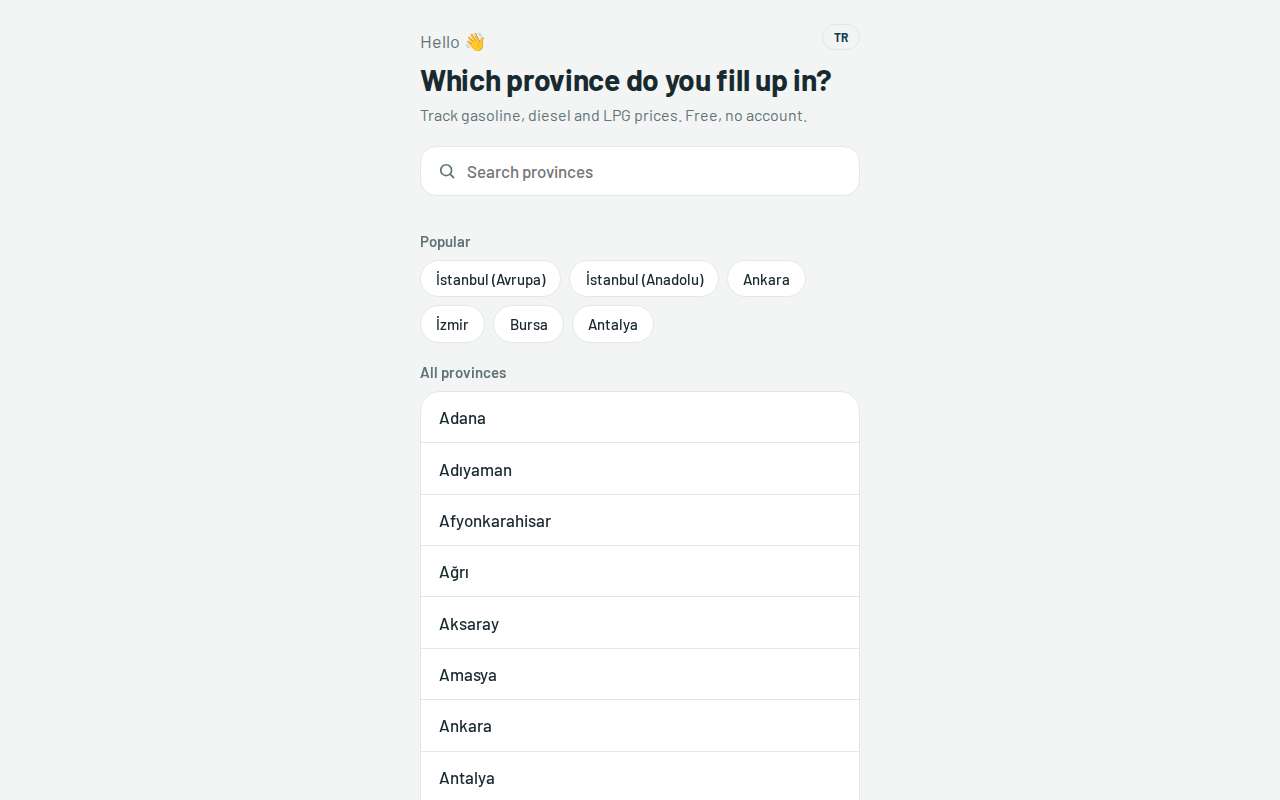 Hello 👋
TR
Which province do you fill up in?
Track gasoline, diesel and LPG prices. Free, no account.
Search provinces
Popular
İstanbul (Avrupa)
İstanbul (Anadolu)
Ankara
İzmir
Bursa
Antalya
All provinces
Adana
Adıyaman
Afyonkarahisar
Ağrı
Aksaray
Amasya
Ankara
Antalya